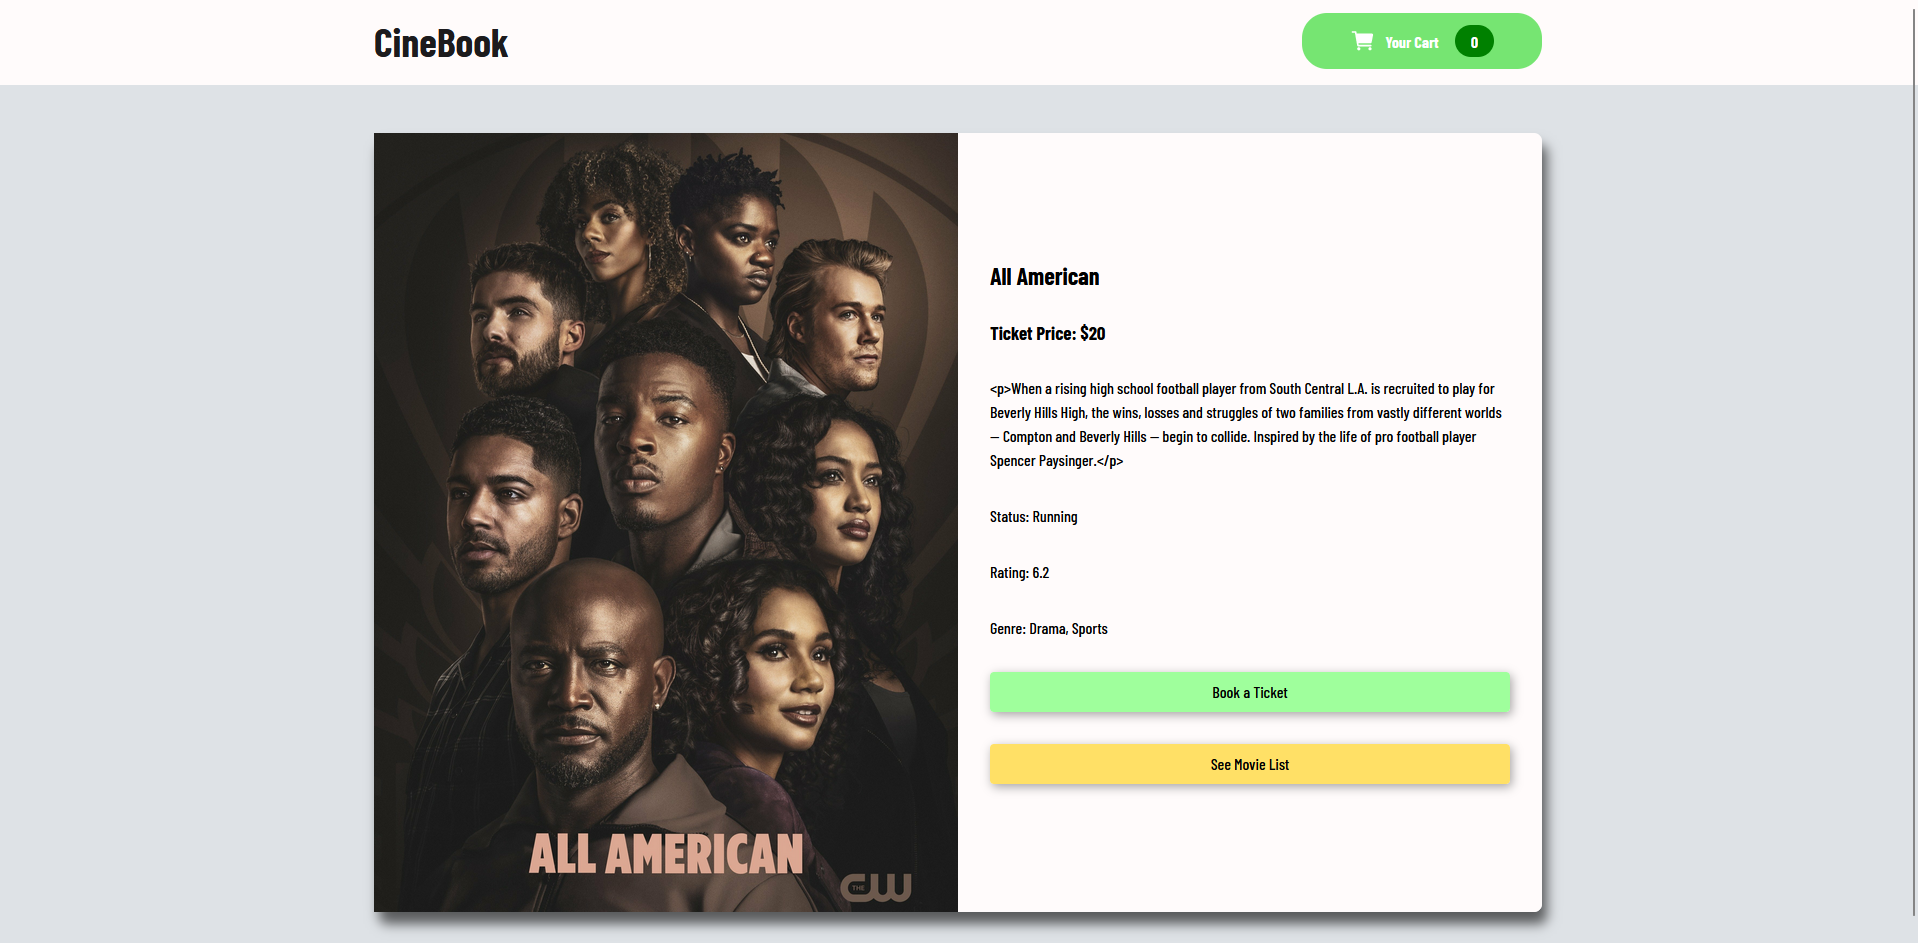 CineBook
Your Cart 0
All American
Ticket Price: $20
<p>When a rising high school football player from South Central L.A. is recruited to play for
Beverly Hills High, the wins, losses and struggles of two families from vastly different worlds
— Compton and Beverly Hills — begin to collide. Inspired by the life of pro football player
Spencer Paysinger.</p>
Status: Running
Rating: 6.2
Genre: Drama, Sports
Book a Ticket
See Movie List
ALL AMERICAN
THE CW